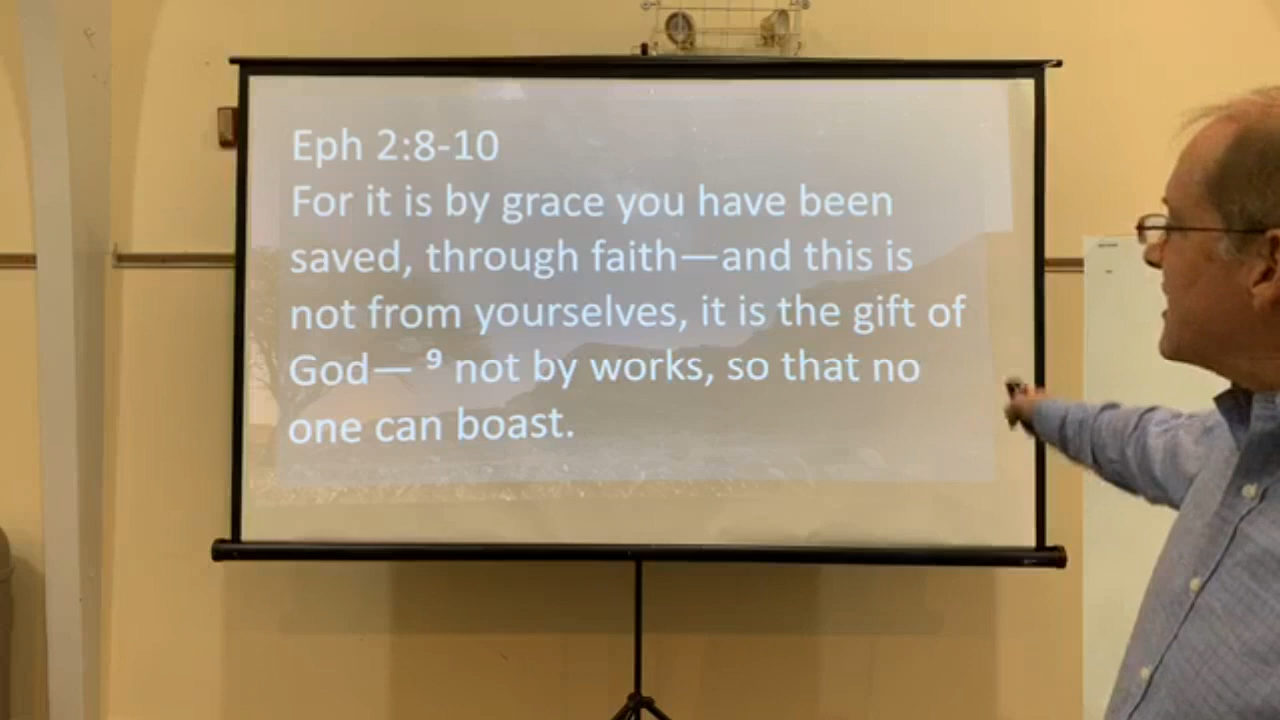 Eph 2:8-10
For it is by grace you have been
saved, through faith—and this is
not from yourselves, it is the gift of
God— ⁹ not by works, so that no
one can boast.